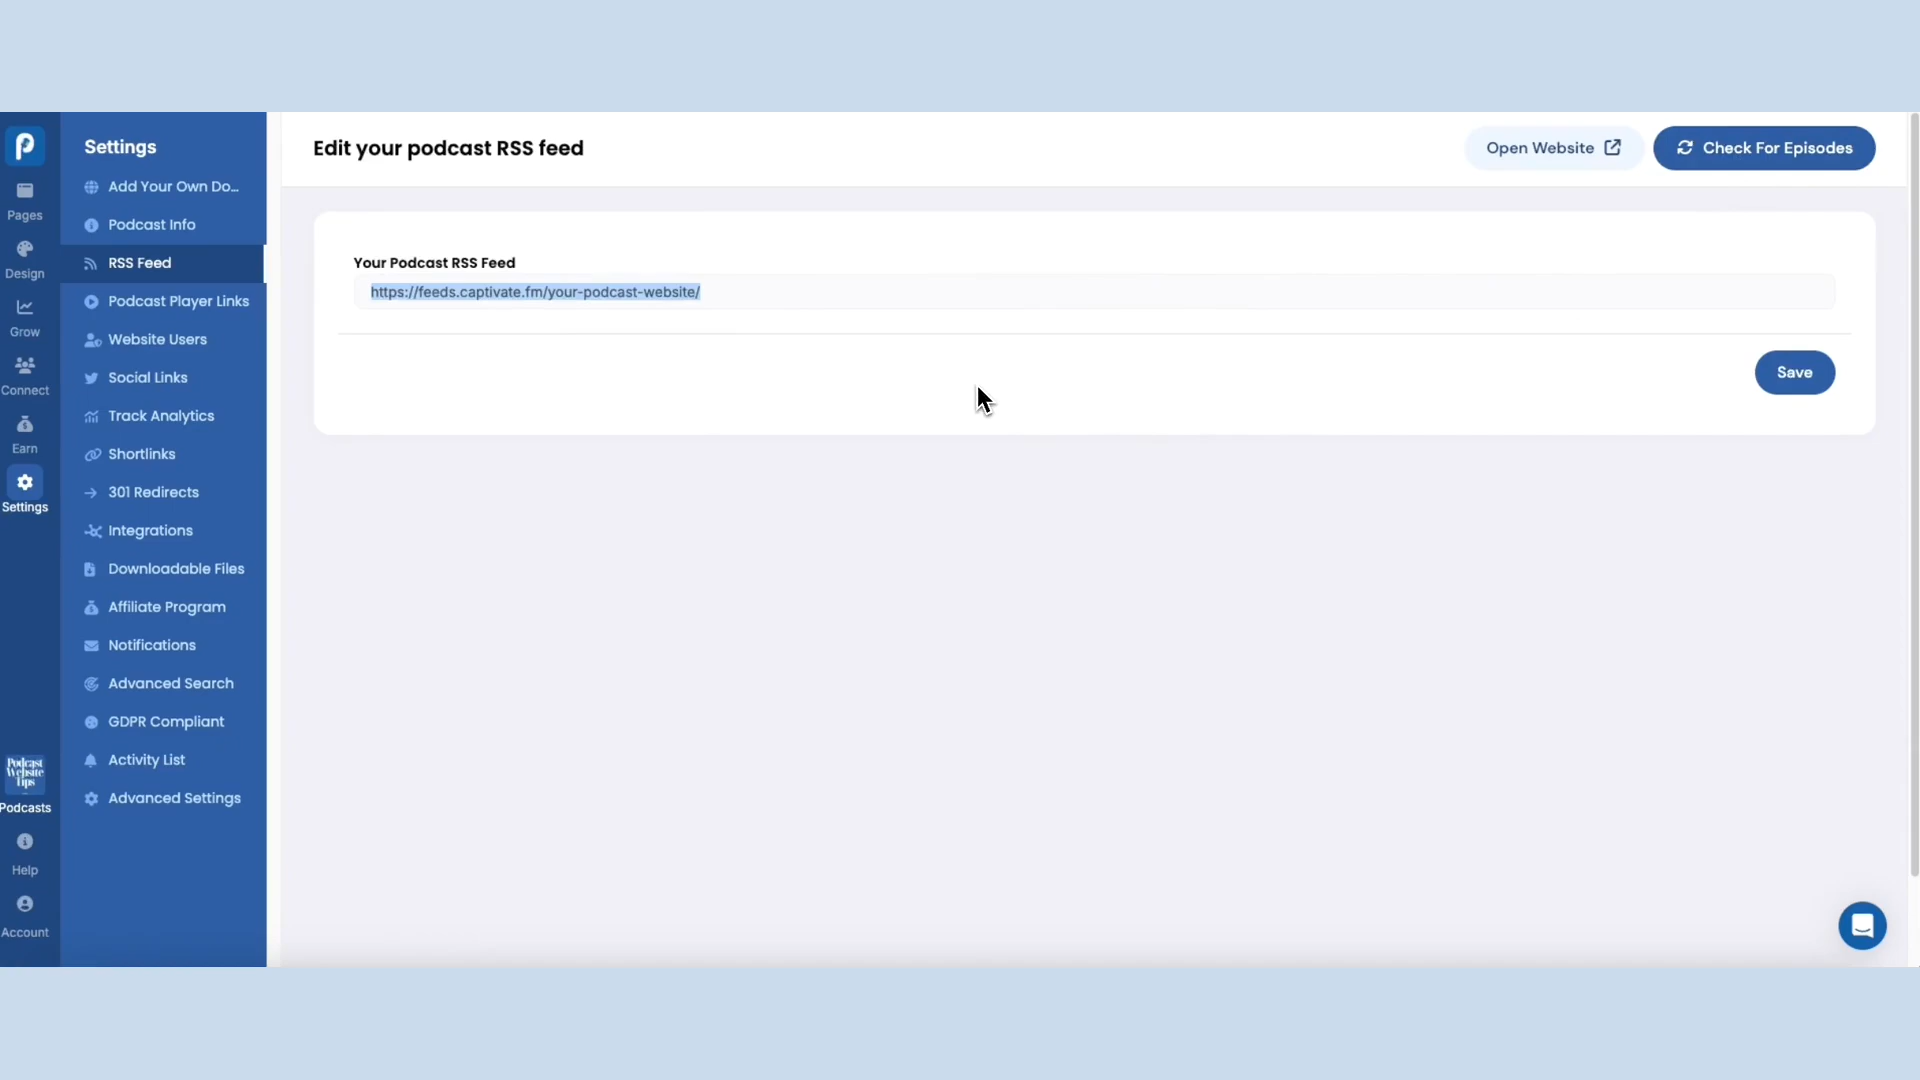 Pages
Design
Grow
Connect
Earn
Settings
Podcast
Website
Tips
Podcasts
Help
Account
Settings
Add Your Own Do...
Podcast Info
RSS Feed
Podcast Player Links
Website Users
Social Links
Track Analytics
Shortlinks
301 Redirects
Integrations
Downloadable Files
Affiliate Program
Notifications
Advanced Search
GDPR Compliant
Activity List
Advanced Settings
Edit your podcast RSS feed
Open Website
Check For Episodes
Your Podcast RSS Feed
https://feeds.captivate.fm/your-podcast-website/
Save